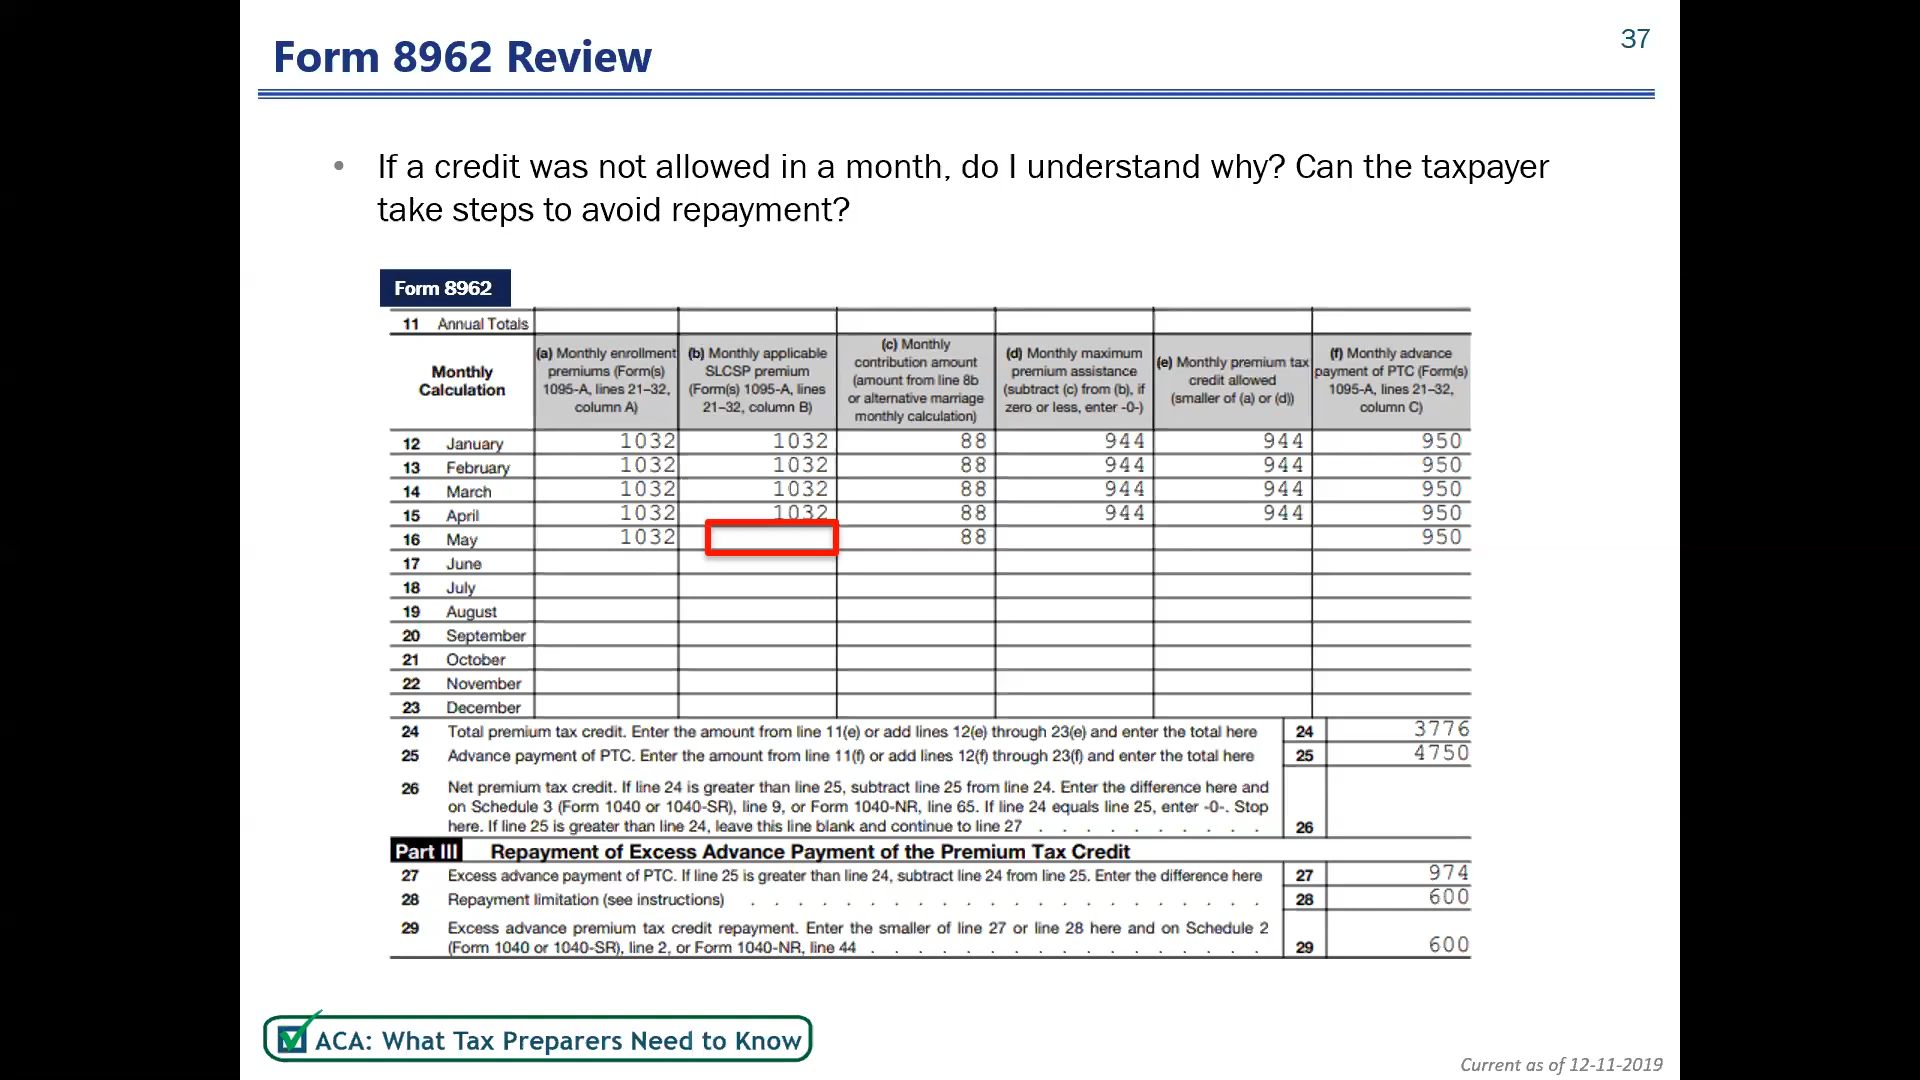 Form 8962 Review
37
• If a credit was not allowed in a month, do I understand why? Can the taxpayer
take steps to avoid repayment?
Form 8962
11 Annual Totals
Monthly
Calculation
(a) Monthly enrollment
premiums (Form(s)
1095-A, lines 21–32,
column A)
(b) Monthly applicable
SLCSP premium
(Form(s) 1095-A, lines
21–32, column B)
(c) Monthly
contribution amount
(amount from line 8b
or alternative marriage
monthly calculation)
(d) Monthly maximum
premium assistance
(subtract (c) from (b), if
zero or less, enter -0-)
(e) Monthly premium tax
credit allowed
(smaller of (a) or (d))
(f) Monthly advance
payment of PTC (Form(s)
1095-A, lines 21–32,
column C)
12 January 1032 1032 88 944 944 950
13 February 1032 1032 88 944 944 950
14 March 1032 1032 88 944 944 950
15 April 1032 1032 88 944 944 950
16 May 1032 88 950
17 June
18 July
19 August
20 September
21 October
22 November
23 December
24 Total premium tax credit. Enter the amount from line 11(e) or add lines 12(e) through 23(e) and enter the total here 24 3776
25 Advance payment of PTC. Enter the amount from line 11(f) or add lines 12(f) through 23(f) and enter the total here 25 4750
26 Net premium tax credit. If line 24 is greater than line 25, subtract line 25 from line 24. Enter the difference here and
on Schedule 3 (Form 1040 or 1040-SR), line 9, or Form 1040-NR, line 65. If line 24 equals line 25, enter -0-. Stop
here. If line 25 is greater than line 24, leave this line blank and continue to line 27 . . . . . . . . . . 26
Part III Repayment of Excess Advance Payment of the Premium Tax Credit
27 Excess advance payment of PTC. If line 25 is greater than line 24, subtract line 24 from line 25. Enter the difference here 27 974
28 Repayment limitation (see instructions) . . . . . . . . . . . . . . . . . . . . . . 28 600
29 Excess advance premium tax credit repayment. Enter the smaller of line 27 or line 28 here and on Schedule 2
(Form 1040 or 1040-SR), line 2, or Form 1040-NR, line 44 . . . . . . . . . . . . . . . . . 29 600
ACA: What Tax Preparers Need to Know
Current as of 12-11-2019